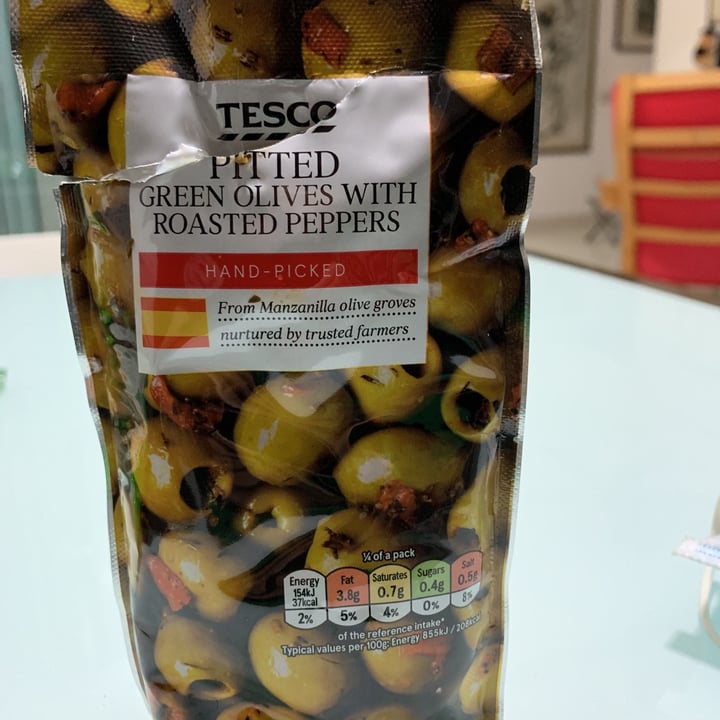 TESCO
PITTED
GREEN OLIVES WITH
ROASTED PEPPERS
HAND-PICKED
From Manzanilla olive groves
nurtured by trusted farmers
¼ of a pack
Energy 154kJ 37kcal 2%
Fat 3.8g 5%
Saturates 0.7g 4%
Sugars 0.4g 0%
Salt 0.5g 8%
of the reference intake*
Typical values per 100g: Energy 855kJ / 206kcal